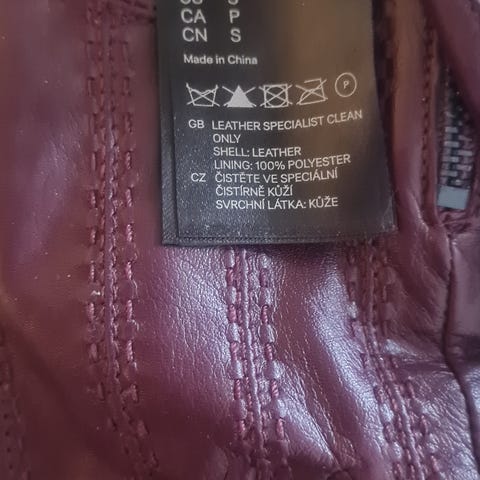 CA P
CN S
Made in China
P
GB LEATHER SPECIALIST CLEAN
ONLY
SHELL: LEATHER
LINING: 100% POLYESTER
CZ ČISTĚTE VE SPECIÁLNÍ
ČISTÍRNĚ KŮŽÍ
SVRCHNÍ LÁTKA: KŮŽE